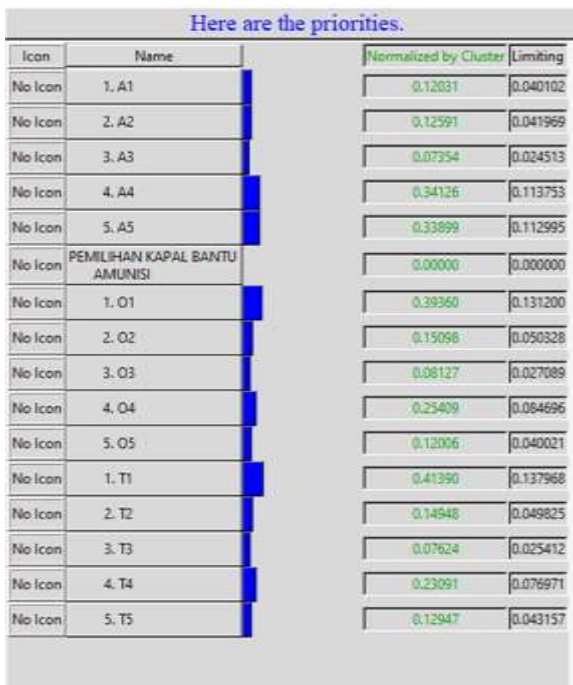 Here are the priorities.
Icon Name Normalized by Cluster Limiting
No Icon 1. A1 0.12031 0.040102
No Icon 2. A2 0.12591 0.041969
No Icon 3. A3 0.07354 0.024513
No Icon 4. A4 0.34126 0.113753
No Icon 5. A5 0.33899 0.112995
No Icon PEMILIHAN KAPAL BANTU 0.00000 0.000000
AMUNISI
No Icon 1. O1 0.39360 0.131200
No Icon 2. O2 0.15098 0.050328
No Icon 3. O3 0.08127 0.027089
No Icon 4. O4 0.25409 0.084696
No Icon 5. O5 0.12006 0.040021
No Icon 1. T1 0.41390 0.137968
No Icon 2. T2 0.14948 0.049825
No Icon 3. T3 0.07624 0.025412
No Icon 4. T4 0.23091 0.076971
No Icon 5. T5 0.12947 0.043157